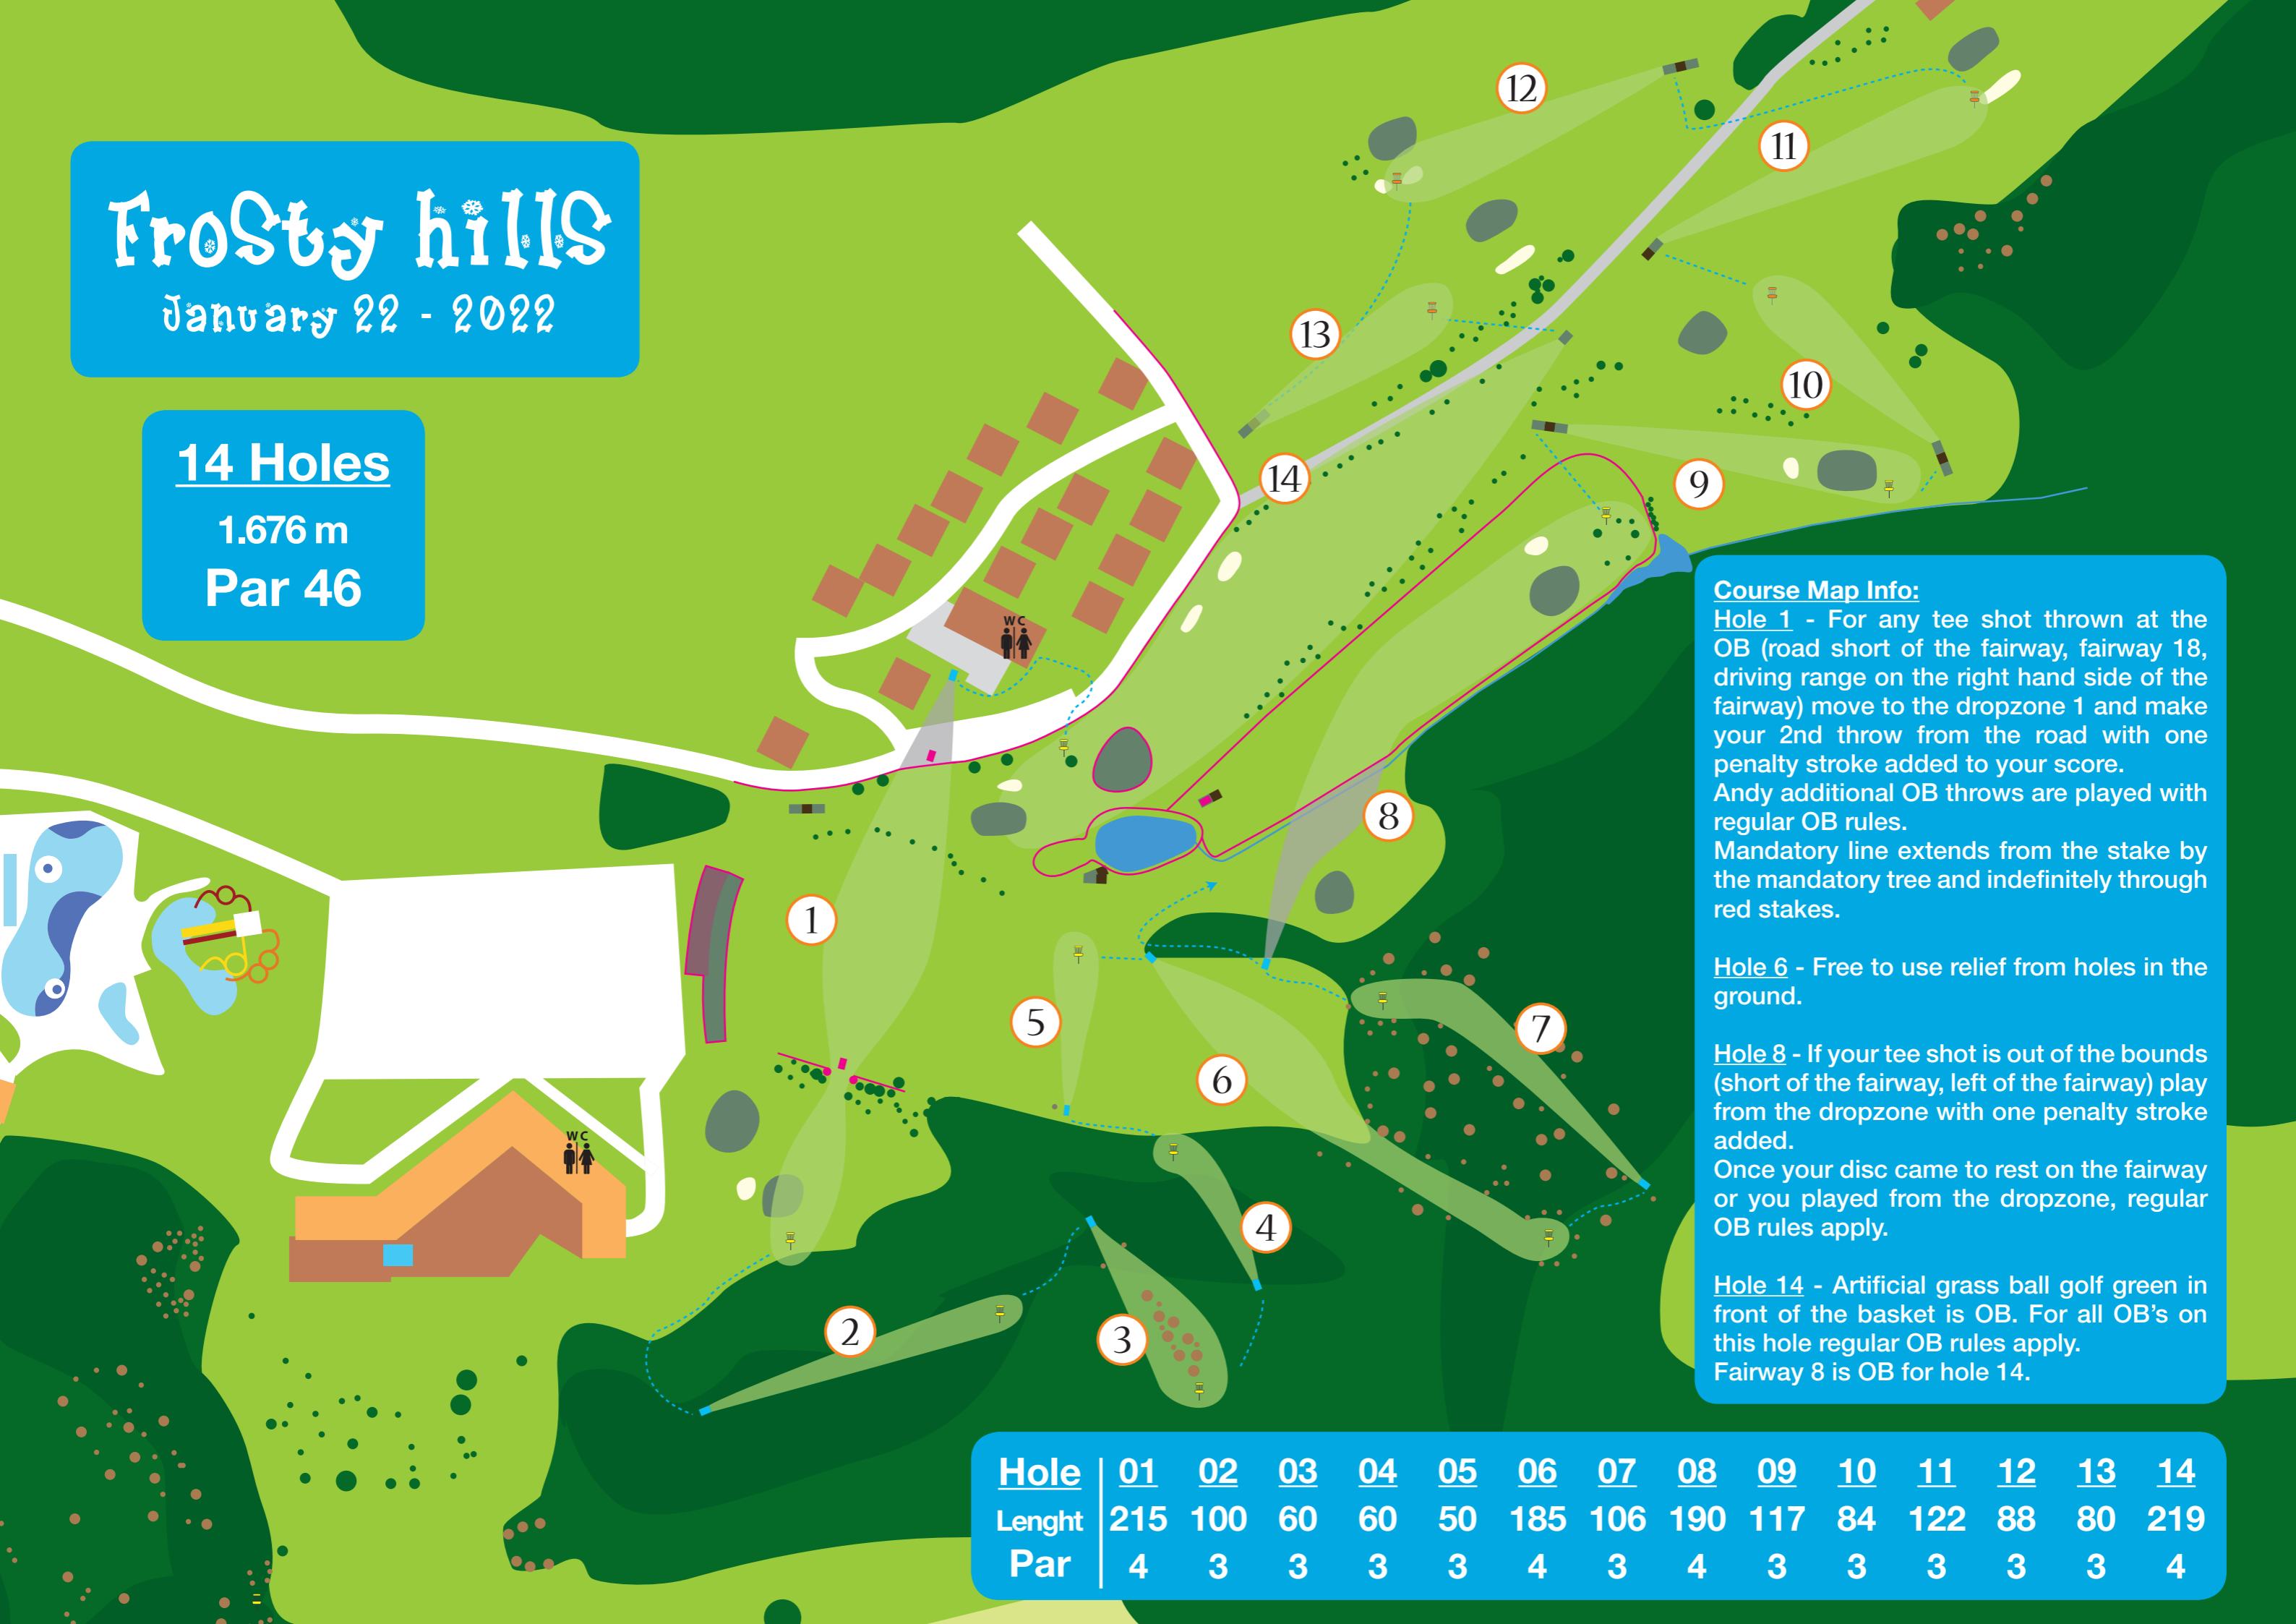 Frosty hills
January 22 - 2022
14 Holes
1.676 m
Par 46
12
11
13
10
14
9
WC
8
1
5
7
6
WC
4
2
3
Course Map Info:
Hole 1 - For any tee shot thrown at the
OB (road short of the fairway, fairway 18,
driving range on the right hand side of the
fairway) move to the dropzone 1 and make
your 2nd throw from the road with one
penalty stroke added to your score.
Andy additional OB throws are played with
regular OB rules.
Mandatory line extends from the stake by
the mandatory tree and indefinitely through
red stakes.
Hole 6 - Free to use relief from holes in the
ground.
Hole 8 - If your tee shot is out of the bounds
(short of the fairway, left of the fairway) play
from the dropzone with one penalty stroke
added.
Once your disc came to rest on the fairway
or you played from the dropzone, regular
OB rules apply.
Hole 14 - Artificial grass ball golf green in
front of the basket is OB. For all OB's on
this hole regular OB rules apply.
Fairway 8 is OB for hole 14.
Hole 01 02 03 04 05 06 07 08 09 10 11 12 13 14
Lenght 215 100 60 60 50 185 106 190 117 84 122 88 80 219
Par 4 3 3 3 3 4 3 4 3 3 3 3 3 4